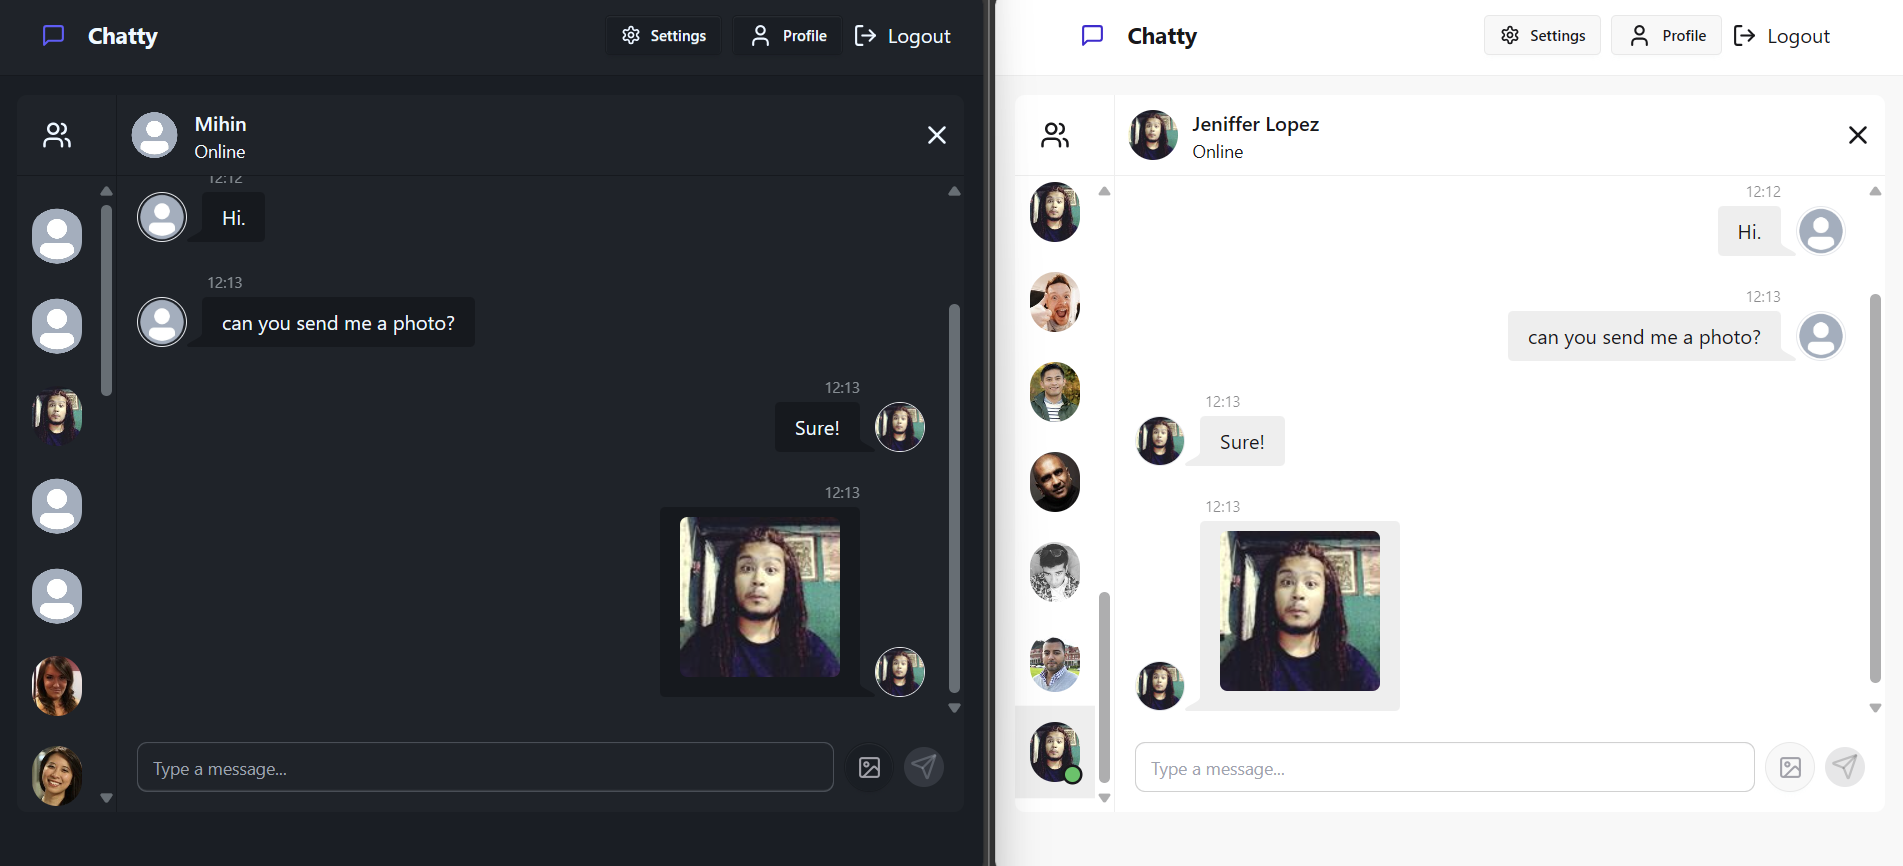 Chatty
Settings
Profile
Logout
Mihin
Online
12:12
Hi.
12:13
can you send me a photo?
12:13
Sure!
12:13
Type a message...
Chatty
Settings
Profile
Logout
Jeniffer Lopez
Online
12:12
Hi.
12:13
can you send me a photo?
12:13
Sure!
12:13
Type a message...